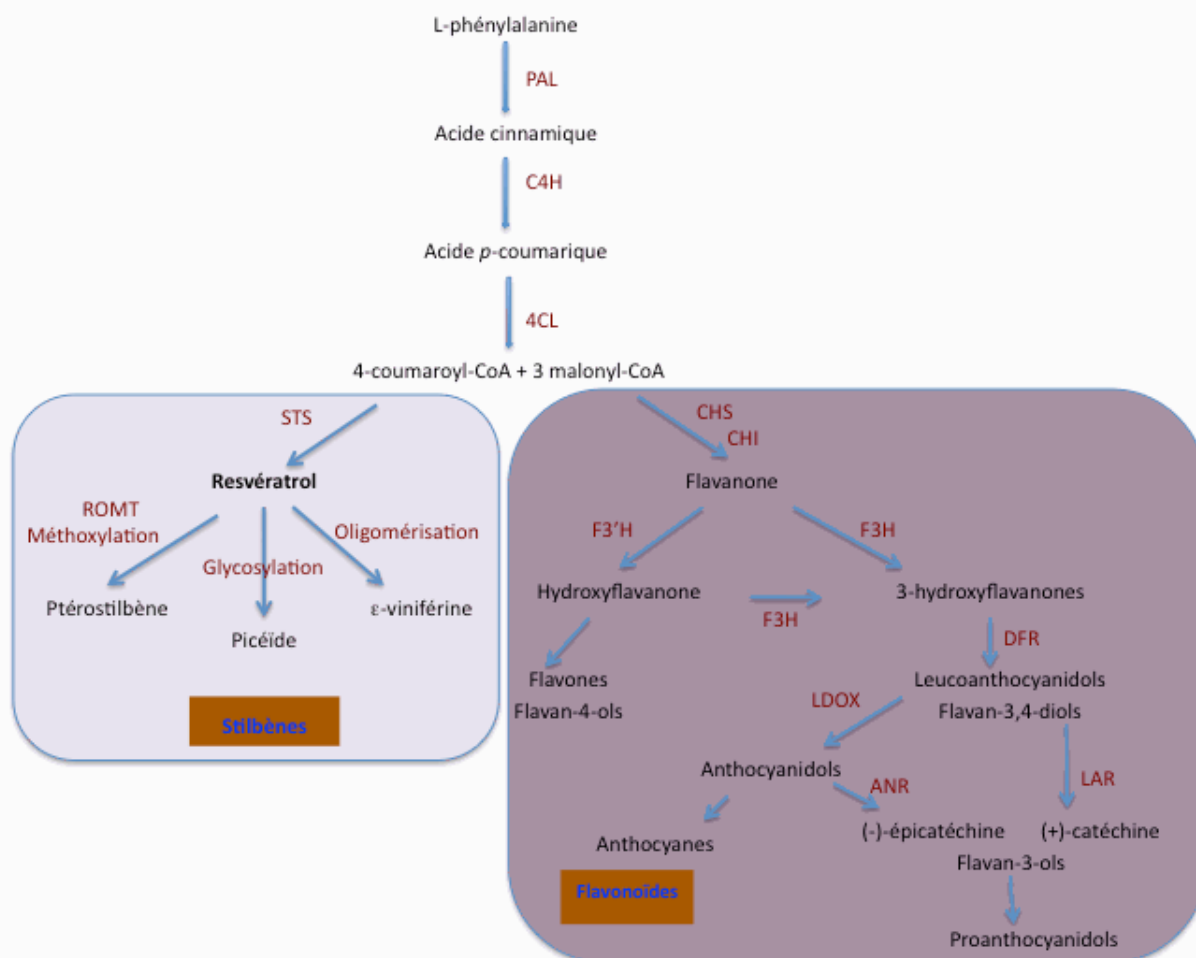 L-phénylalanine
PAL
Acide cinnamique
C4H
Acide p-coumarique
4CL
4-coumaroyl-CoA + 3 malonyl-CoA
STS
Resvératrol
ROMT
Méthoxylation
Oligomérisation
Glycosylation
Ptérostilbène
ε-viniférine
Picéïde
Stilbènes
CHS
CHI
Flavanone
F3'H
F3H
Hydroxyflavanone
3-hydroxyflavanones
F3H
DFR
Flavones
Flavan-4-ols
Leucoanthocyanidols
Flavan-3,4-diols
LDOX
Anthocyanidols
ANR
LAR
Anthocyanes
(-)-épicatéchine
(+)-catéchine
Flavan-3-ols
Flavonoïdes
Proanthocyanidols